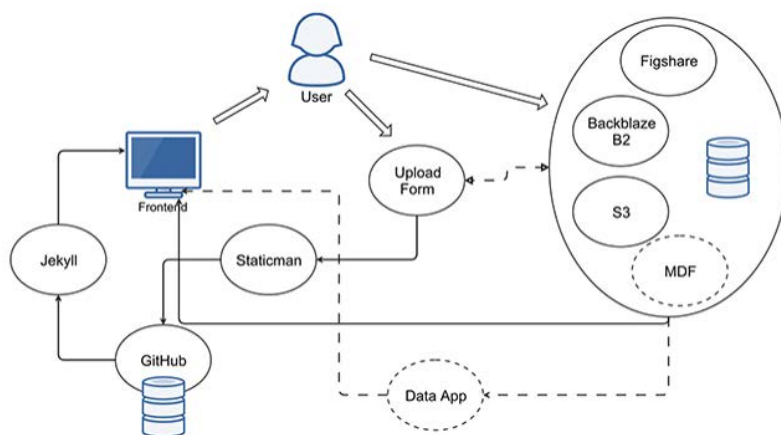 Figshare
User
Backblaze
B2
Upload
Form
Frontend
S3
Jekyll
Staticman
MDF
GitHub
Data App